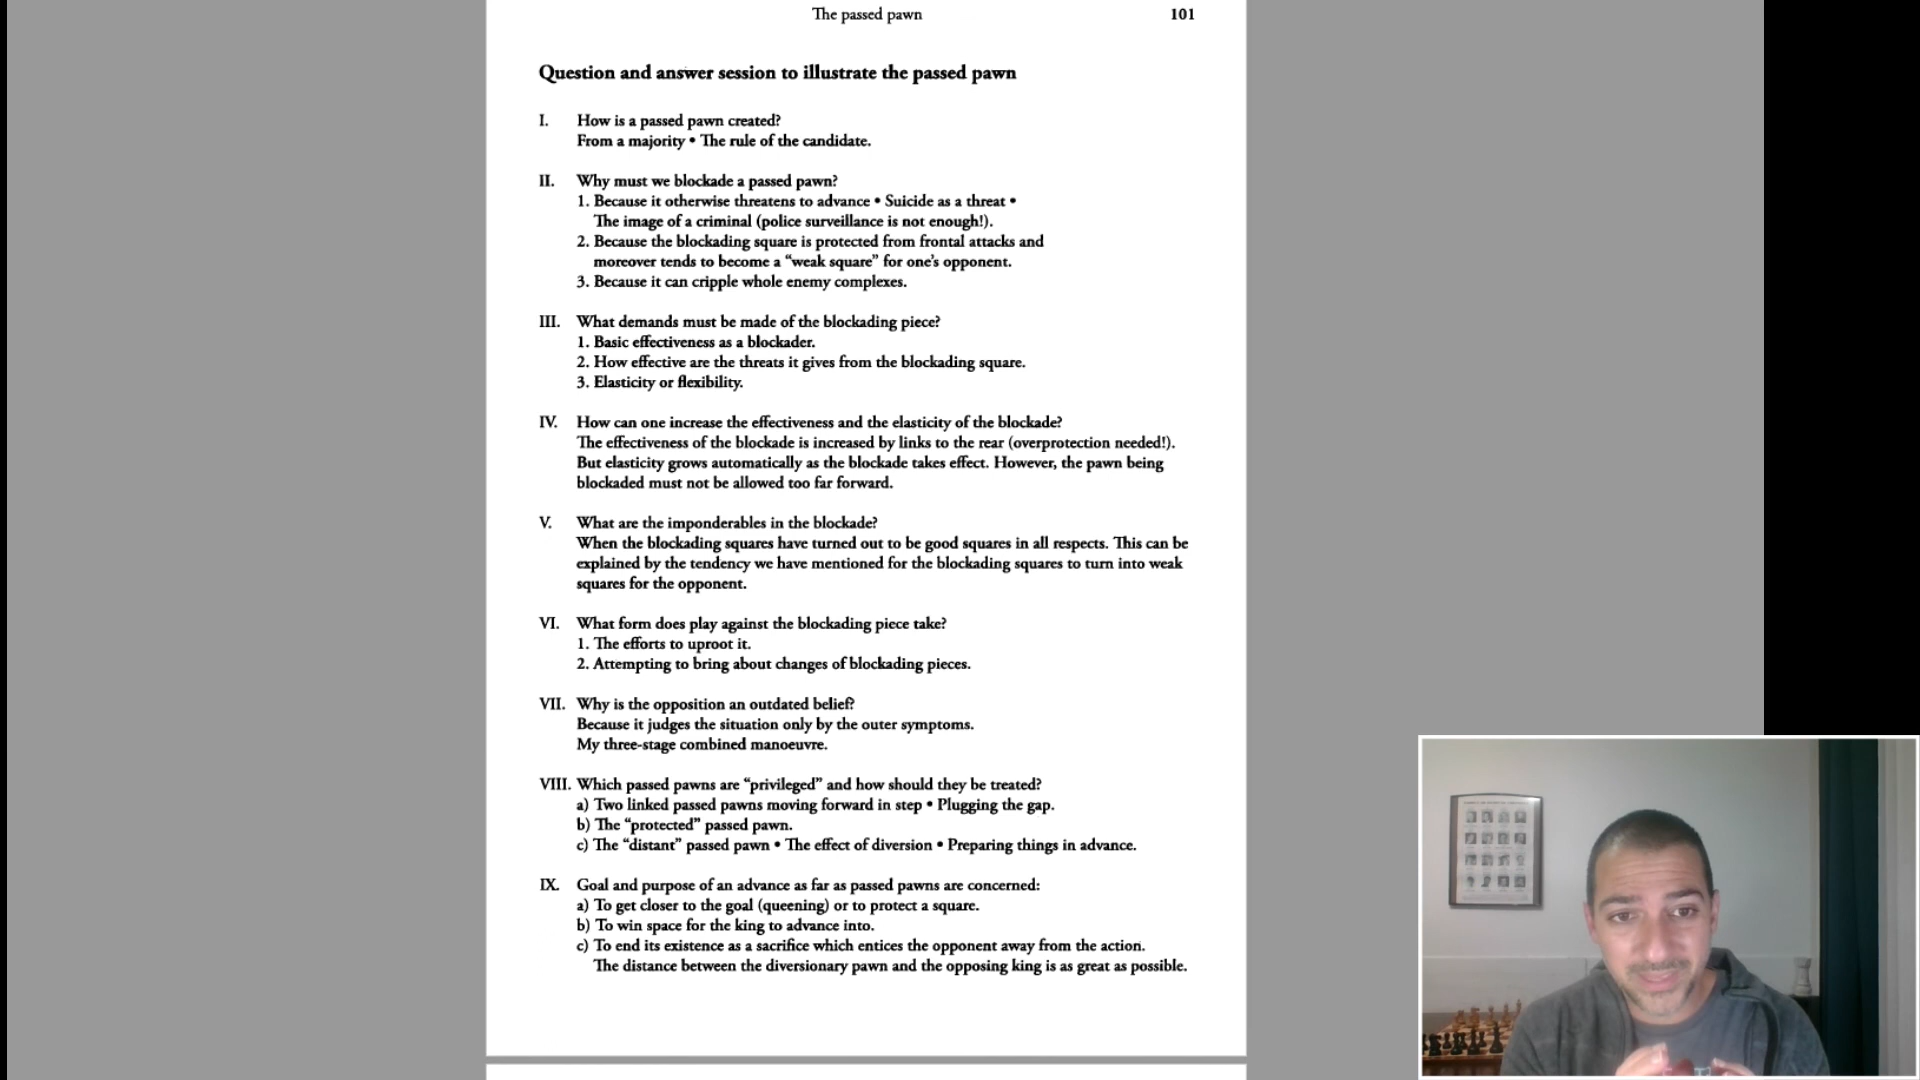 The passed pawn 101
Question and answer session to illustrate the passed pawn
I. How is a passed pawn created?
From a majority • The rule of the candidate.
II. Why must we blockade a passed pawn?
1. Because it otherwise threatens to advance • Suicide as a threat •
The image of a criminal (police surveillance is not enough!).
2. Because the blockading square is protected from frontal attacks and
moreover tends to become a “weak square” for one’s opponent.
3. Because it can cripple whole enemy complexes.
III. What demands must be made of the blockading piece?
1. Basic effectiveness as a blockader.
2. How effective are the threats it gives from the blockading square.
3. Elasticity or flexibility.
IV. How can one increase the effectiveness and the elasticity of the blockade?
The effectiveness of the blockade is increased by links to the rear (overprotection needed!).
But elasticity grows automatically as the blockade takes effect. However, the pawn being
blockaded must not be allowed too far forward.
V. What are the imponderables in the blockade?
When the blockading squares have turned out to be good squares in all respects. This can be
explained by the tendency we have mentioned for the blockading squares to turn into weak
squares for the opponent.
VI. What form does play against the blockading piece take?
1. The efforts to uproot it.
2. Attempting to bring about changes of blockading pieces.
VII. Why is the opposition an outdated belief?
Because it judges the situation only by the outer symptoms.
My three-stage combined manoeuvre.
VIII. Which passed pawns are “privileged” and how should they be treated?
a) Two linked passed pawns moving forward in step • Plugging the gap.
b) The “protected” passed pawn.
c) The “distant” passed pawn • The effect of diversion • Preparing things in advance.
IX. Goal and purpose of an advance as far as passed pawns are concerned:
a) To get closer to the goal (queening) or to protect a square.
b) To win space for the king to advance into.
c) To end its existence as a sacrifice which entices the opponent away from the action.
The distance between the diversionary pawn and the opposing king is as great as possible.